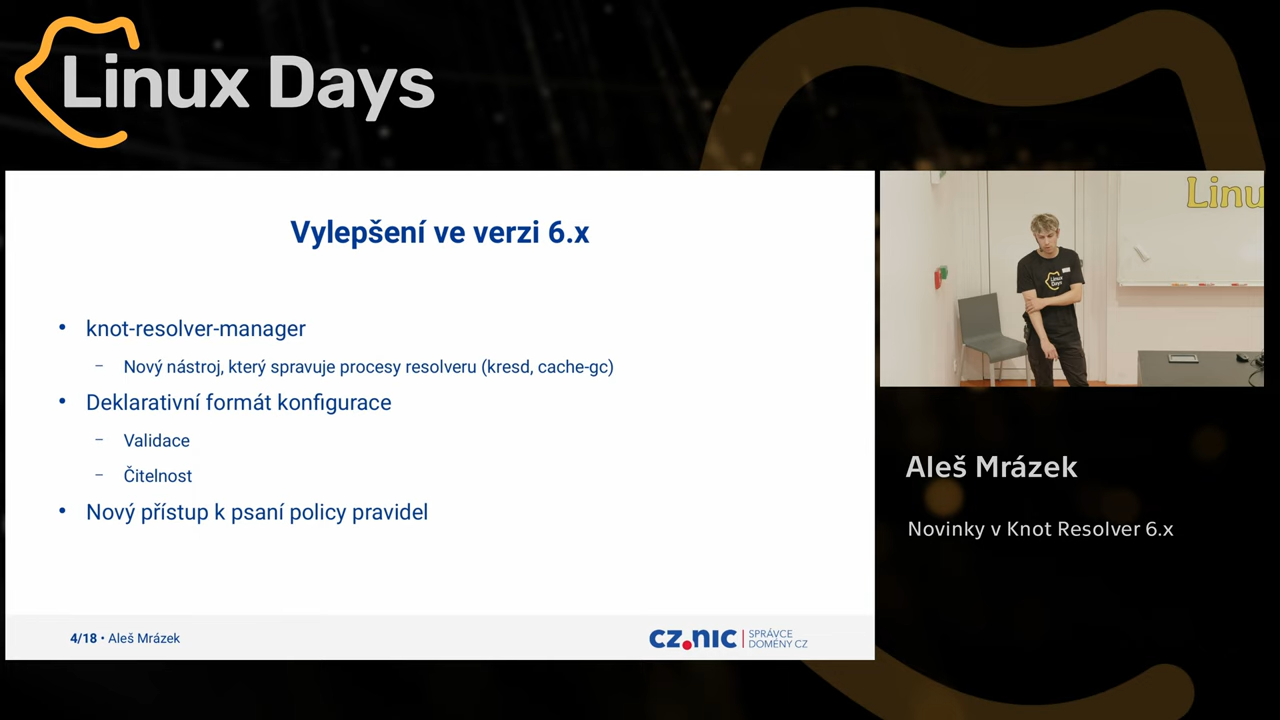 Linux Days
Vylepšení ve verzi 6.x
• knot-resolver-manager
– Nový nástroj, který spravuje procesy resolveru (kresd, cache-gc)
• Deklarativní formát konfigurace
– Validace
– Čitelnost
• Nový přístup k psaní policy pravidel
4/18 • Aleš Mrázek
CZ.NIC | SPRÁVCE
DOMÉNY CZ
Linu
Linux
Days
Aleš Mrázek
Novinky v Knot Resolver 6.x